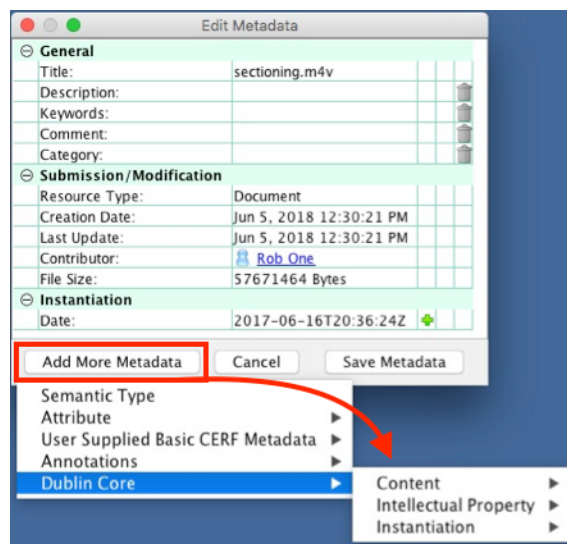 Edit Metadata
General
Title: sectioning.m4v
Description:
Keywords:
Comment:
Category:
Submission/Modification
Resource Type: Document
Creation Date: Jun 5, 2018 12:30:21 PM
Last Update: Jun 5, 2018 12:30:21 PM
Contributor: Rob One
File Size: 57671464 Bytes
Instantiation
Date: 2017-06-16T20:36:24Z
Add More Metadata Cancel Save Metadata
Semantic Type
Attribute
User Supplied Basic CERF Metadata
Annotations
Dublin Core
Content
Intellectual Property
Instantiation